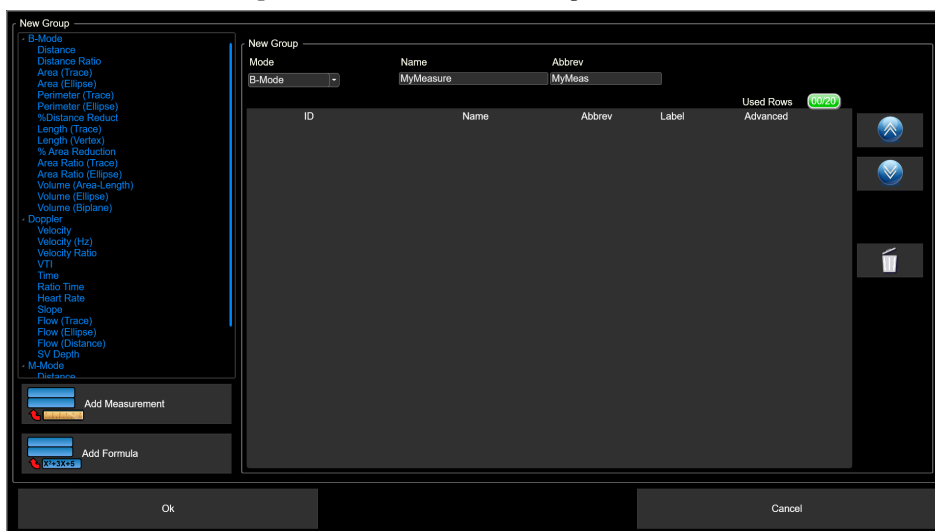 New Group
B-Mode
Distance
Distance Ratio
Area (Trace)
Area (Ellipse)
Perimeter (Trace)
Perimeter (Ellipse)
%Distance Reduct
Length (Trace)
Length (Vertex)
% Area Reduction
Area Ratio (Trace)
Area Ratio (Ellipse)
Volume (Area-Length)
Volume (Ellipse)
Volume (Biplane)
Doppler
Velocity
Velocity (Hz)
Velocity Ratio
VTI
Time
Ratio Time
Heart Rate
Slope
Flow (Trace)
Flow (Ellipse)
Flow (Distance)
SV Depth
M-Mode
Distance
Add Measurement
Add Formula
X²+3X+5
New Group
Mode Name Abbrev
B-Mode MyMeasure MyMeas
Used Rows 00/20
ID Name Abbrev Label Advanced
Ok Cancel